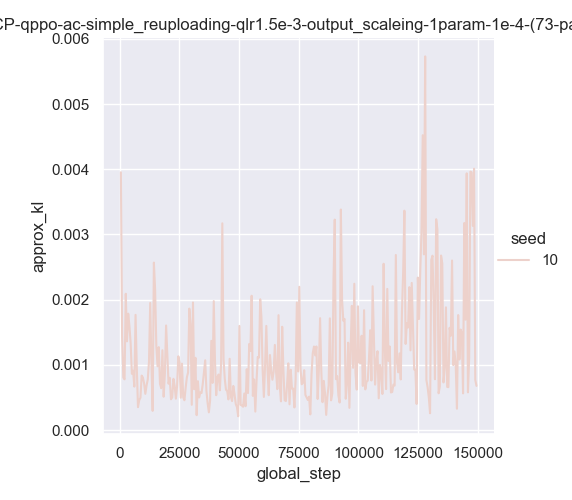 CP-qppo-ac-simple_reuploading-qlr1.5e-3-output_scaleing-1param-1e-4-(73-pa
0.006
0.005
0.004
0.003
0.002
0.001
0.000
approx_kl
0 25000 50000 75000 100000 125000 150000
global_step
seed
10